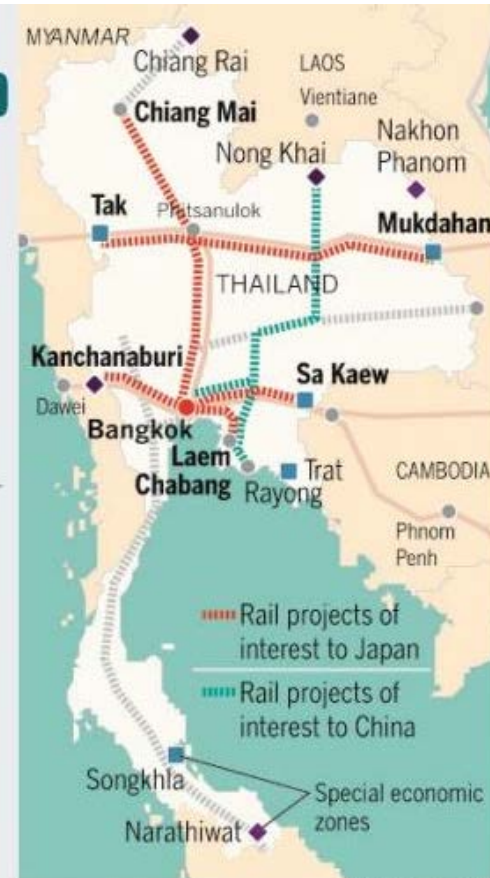 MYANMAR
Chiang Rai
LAOS
Vientiane
Chiang Mai
Nong Khai
Nakhon
Phanom
Tak
Phitsanulok
Mukdahan
THAILAND
Kanchanaburi
Sa Kaew
Dawei
Bangkok
Laem
Chabang
Rayong
Trat
CAMBODIA
Phnom
Penh
Rail projects of
interest to Japan
Rail projects of
interest to China
Songkhla
Special economic
zones
Narathiwat